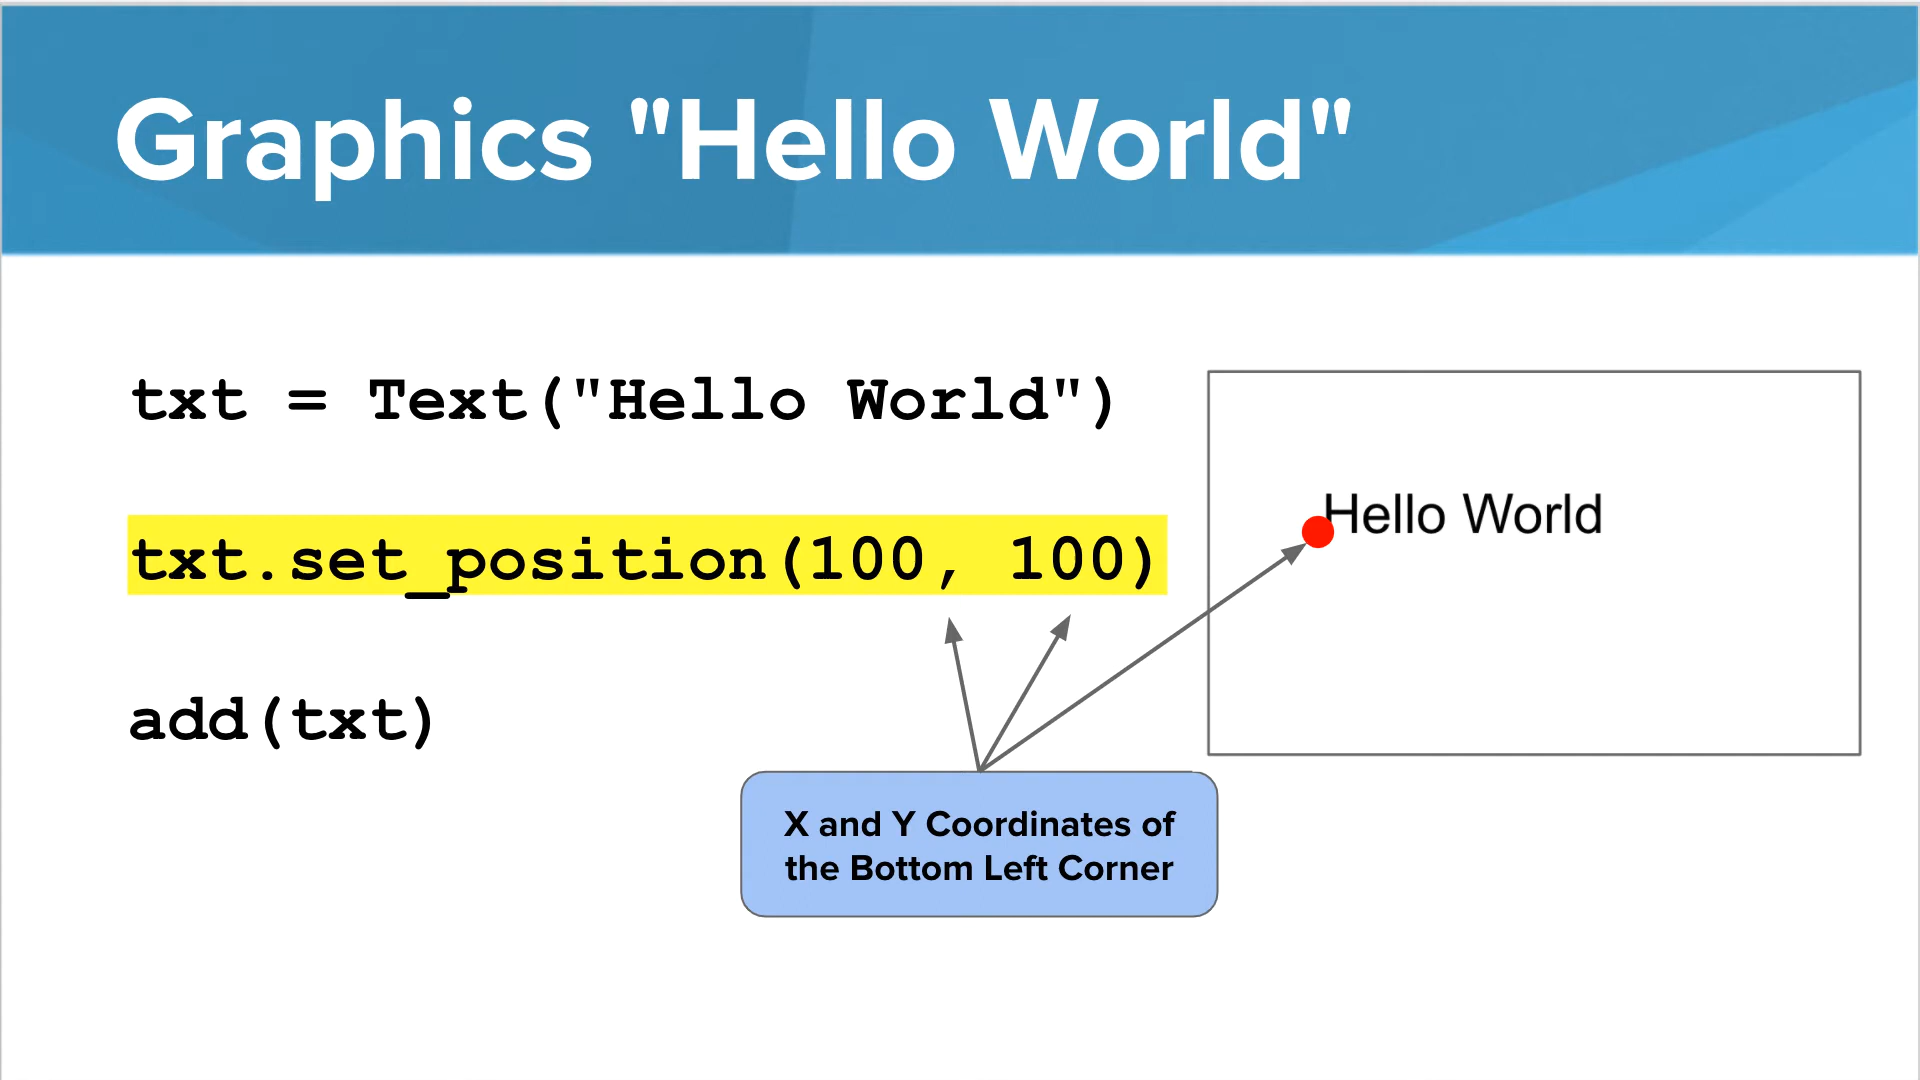 Graphics "Hello World"
txt = Text("Hello World")
txt.set_position(100, 100)
add(txt)
Hello World
X and Y Coordinates of
the Bottom Left Corner